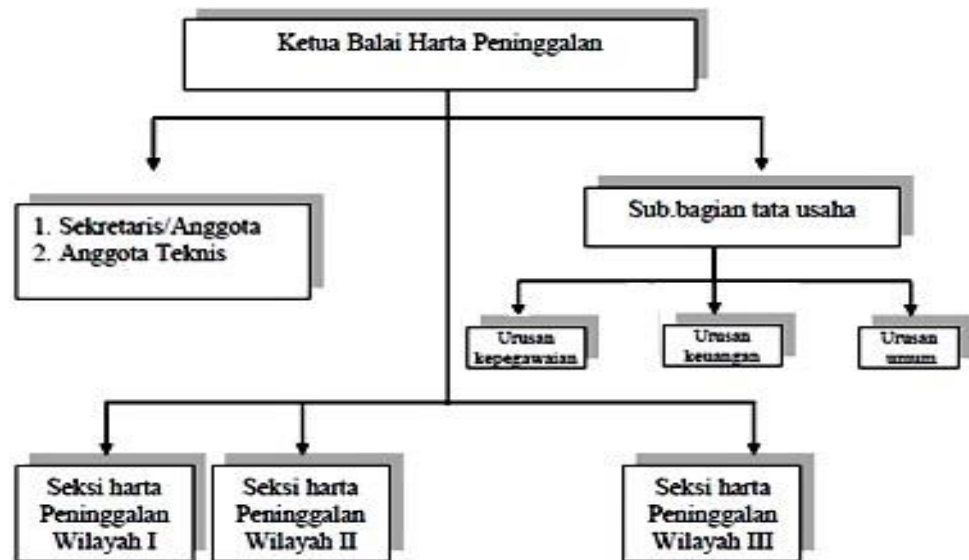 Ketua Balai Harta Peninggalan
1. Sekretaris/Anggota
2. Anggota Teknis
Sub.bagian tata usaha
Urusan
kepegawaian
Urusan
keuangan
Urusan
umum
Seksi harta
Peninggalan
Wilayah I
Seksi harta
Peninggalan
Wilayah II
Seksi harta
Peninggalan
Wilayah III